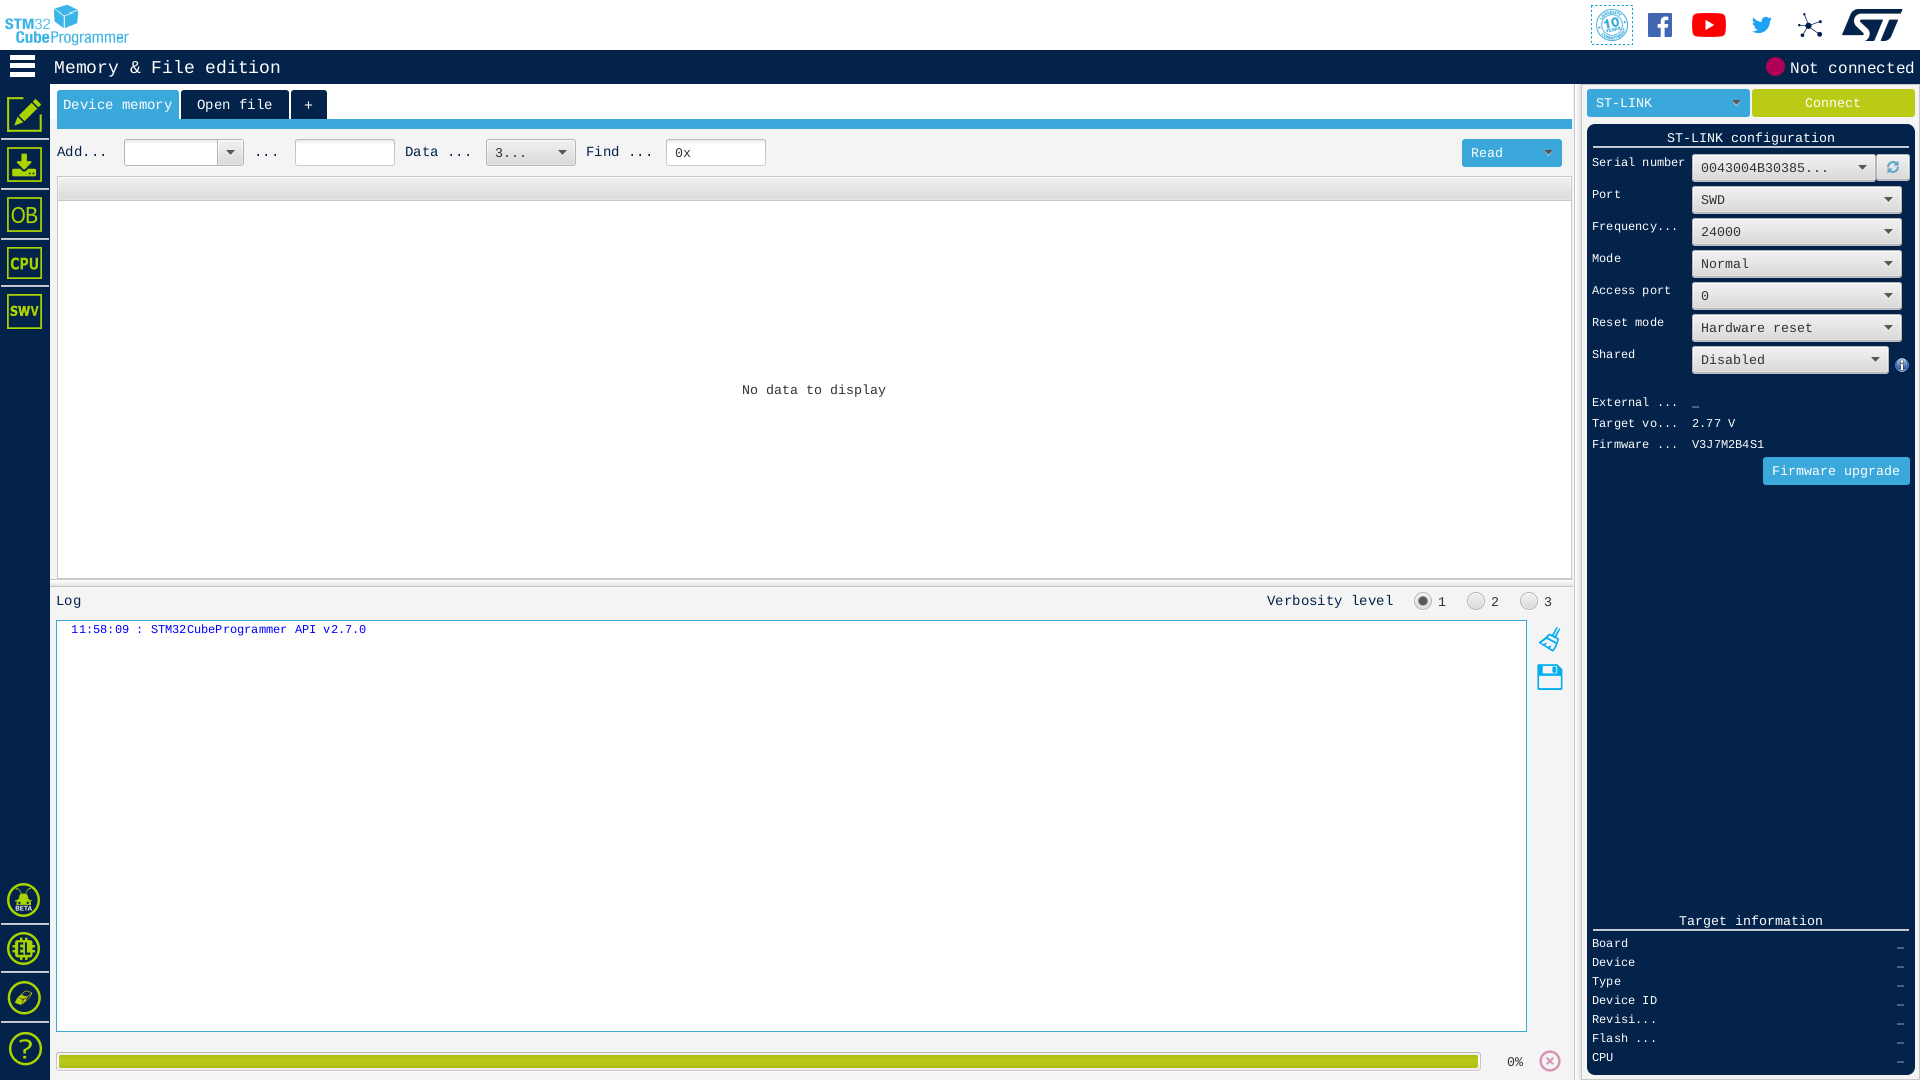 STM32
CubeProgrammer
10
Memory & File edition
Not connected
Device memory
Open file
+
ST-LINK
Connect
Add...
...
Data ...
3...
Find ...
0x
Read
ST-LINK configuration
Serial number
0043004B30385...
Port
SWD
Frequency...
24000
Mode
Normal
Access port
0
Reset mode
Hardware reset
Shared
Disabled
External ...
_
Target vo...
2.77 V
Firmware ...
V3J7M2B4S1
Firmware upgrade
OB
CPU
SWV
No data to display
Log
Verbosity level
1
2
3
11:58:09 : STM32CubeProgrammer API v2.7.0
BETA
EL
?
Target information
Board
_
Device
_
Type
_
Device ID
_
Revisi...
_
Flash ...
_
CPU
_
0%